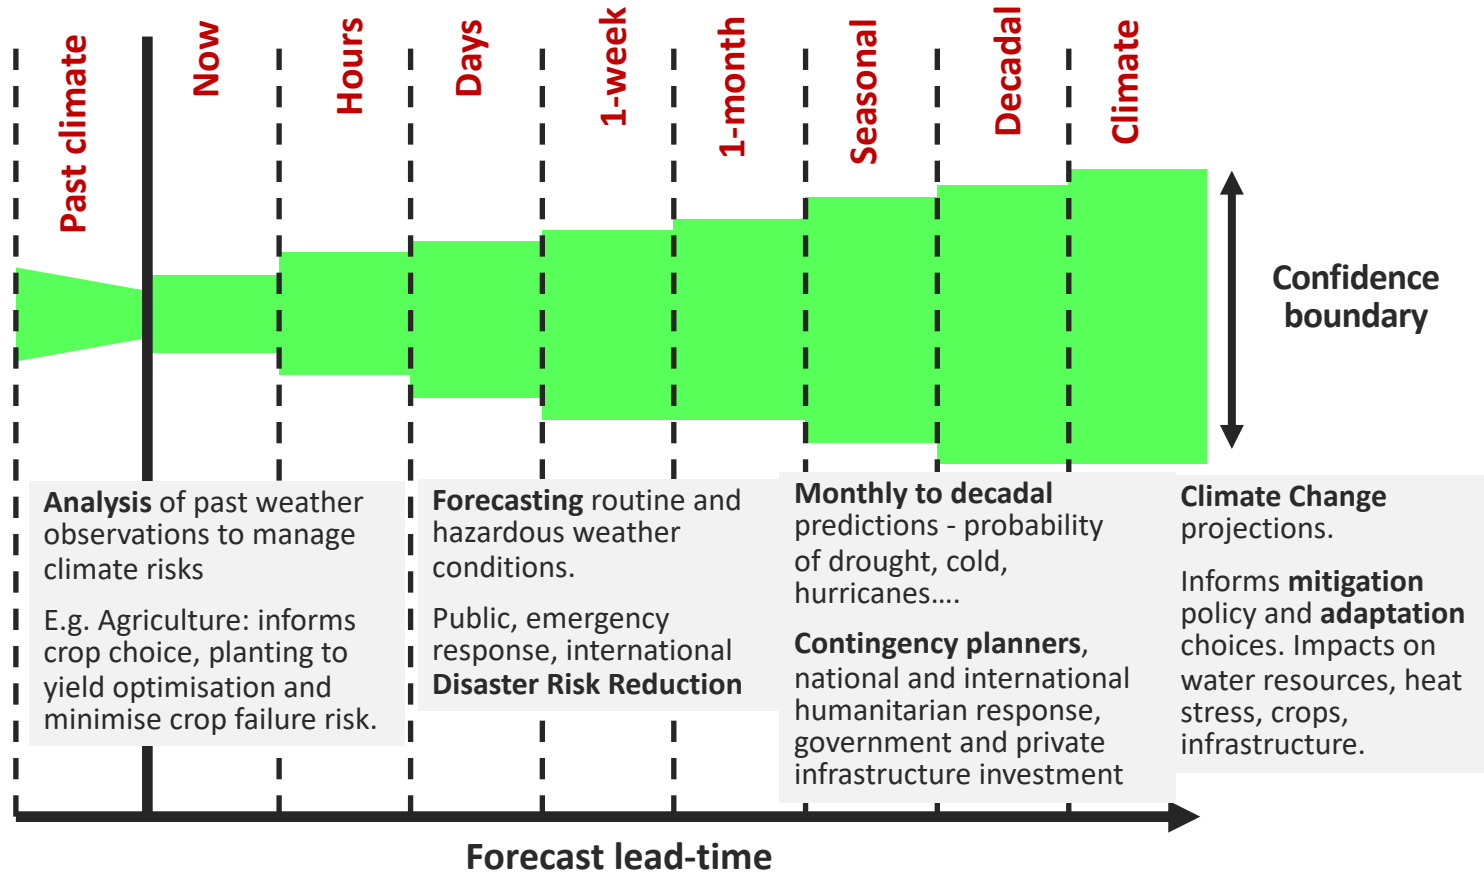 Past climate
Now
Hours
Days
1-week
1-month
Seasonal
Decadal
Climate
Confidence
boundary
Analysis of past weather
observations to manage
climate risks
E.g. Agriculture: informs
crop choice, planting to
yield optimisation and
minimise crop failure risk.
Forecasting routine and
hazardous weather
conditions.
Public, emergency
response, international
Disaster Risk Reduction
Monthly to decadal
predictions - probability
of drought, cold,
hurricanes....
Contingency planners,
national and international
humanitarian response,
government and private
infrastructure investment
Climate Change
projections.
Informs mitigation
policy and adaptation
choices. Impacts on
water resources, heat
stress, crops,
infrastructure.
Forecast lead-time